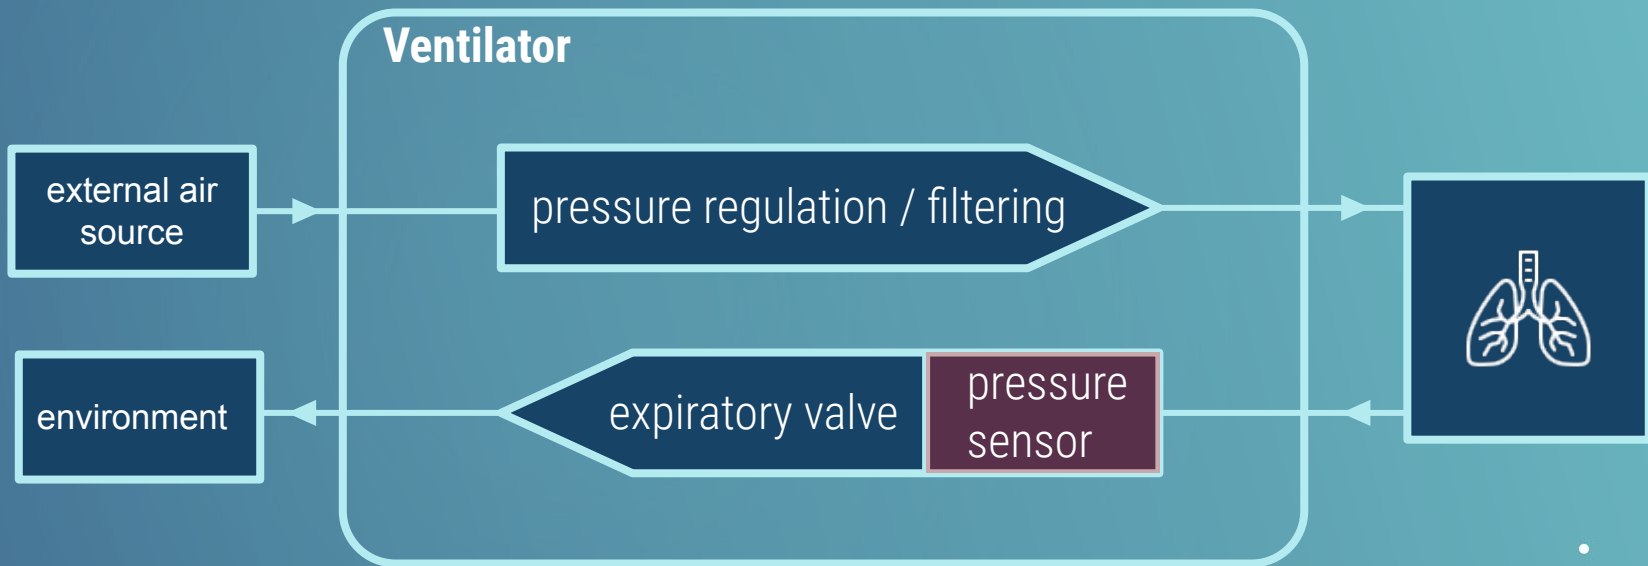 Ventilator
external air
source
pressure regulation / filtering
environment
expiratory valve
pressure
sensor